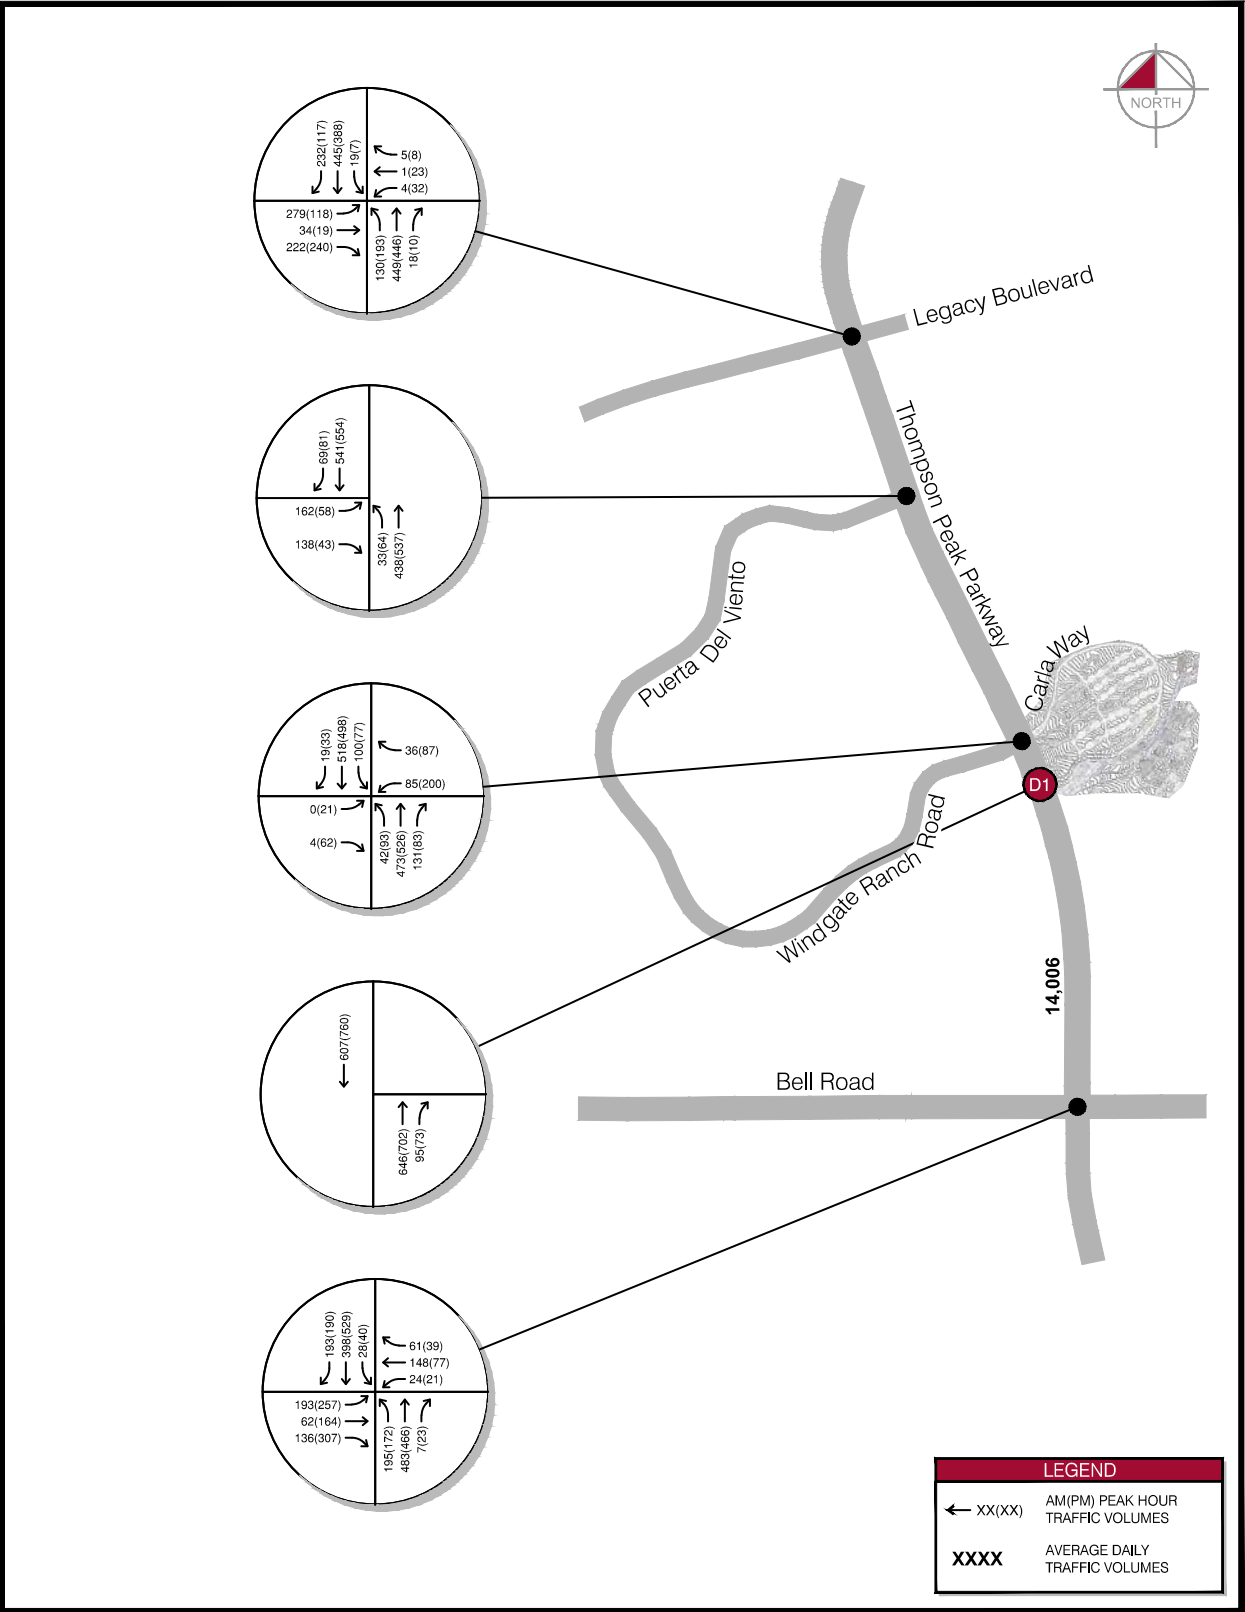 NORTH
232(117)
445(388)
19(7)
5(8)
1(23)
4(32)
279(118)
34(19)
222(240)
130(193)
449(446)
18(10)
Legacy Boulevard
69(81)
541(554)
162(58)
138(43)
33(64)
438(537)
Thompson Peak Parkway
Puerta Del Viento
Carla Way
19(33)
518(498)
100(77)
36(87)
85(200)
0(21)
4(62)
42(93)
473(526)
131(83)
D1
Windgate Ranch Road
14,006
607(760)
646(702)
95(73)
Bell Road
193(190)
398(529)
28(40)
61(39)
148(77)
24(21)
193(257)
62(164)
136(307)
195(172)
483(466)
7(23)
LEGEND
XX(XX)
AM(PM) PEAK HOUR
TRAFFIC VOLUMES
XXXX
AVERAGE DAILY
TRAFFIC VOLUMES